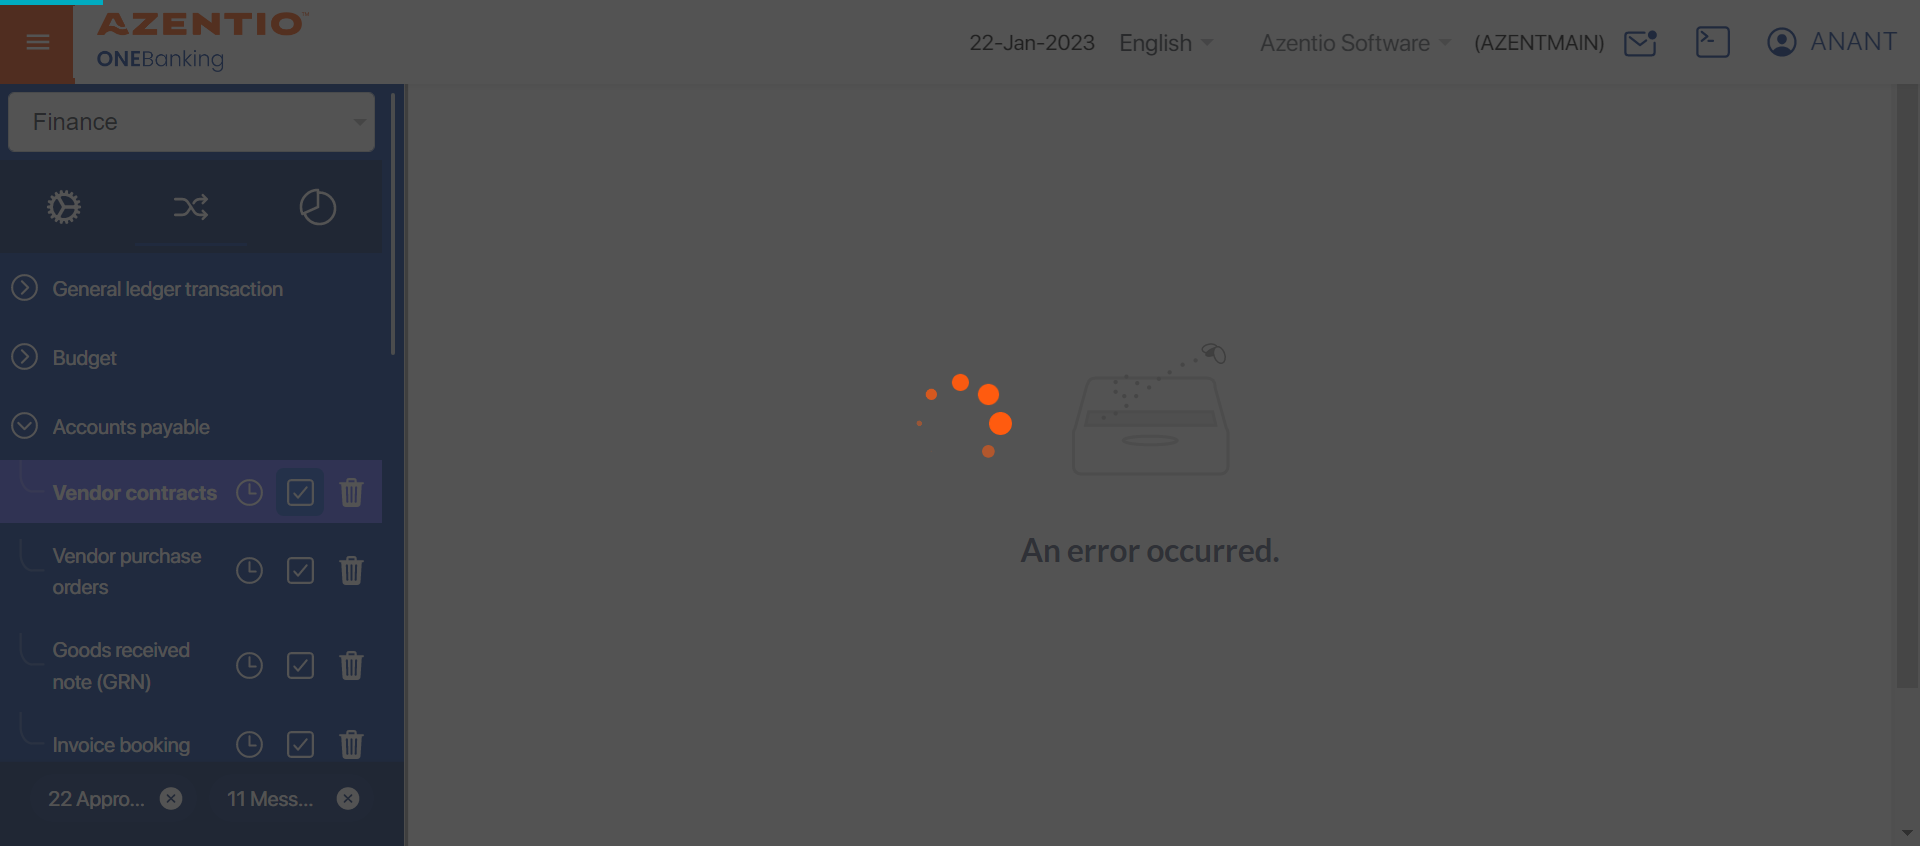 AZENTIO™
ONEBanking
22-Jan-2023
English
Azentio Software
(AZENTMAIN)
ANANT
Finance
General ledger transaction
Budget
Accounts payable
Vendor contracts
Vendor purchase
orders
Goods received
note (GRN)
Invoice booking
22 Appro...
11 Mess...
An error occurred.